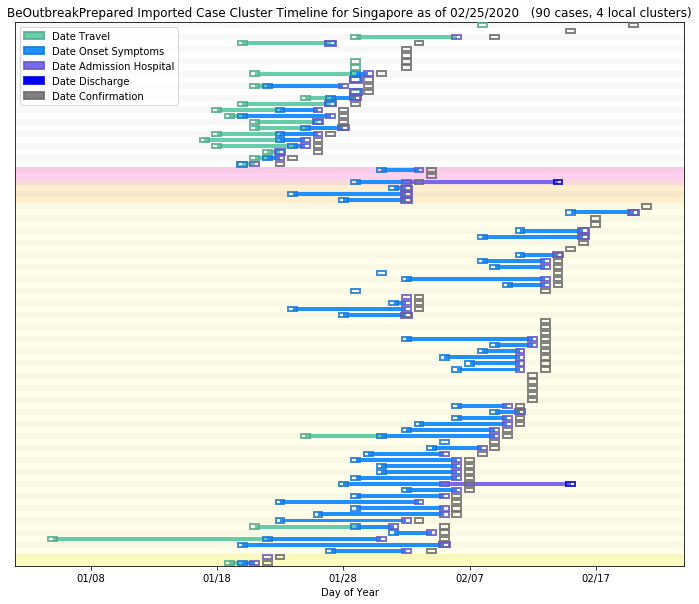 BeOutbreakPrepared Imported Case Cluster Timeline for Singapore as of 02/25/2020 (90 cases, 4 local clusters)
Date Travel
Date Onset Symptoms
Date Admission Hospital
Date Discharge
Date Confirmation
01/08 01/18 01/28 02/07 02/17
Day of Year